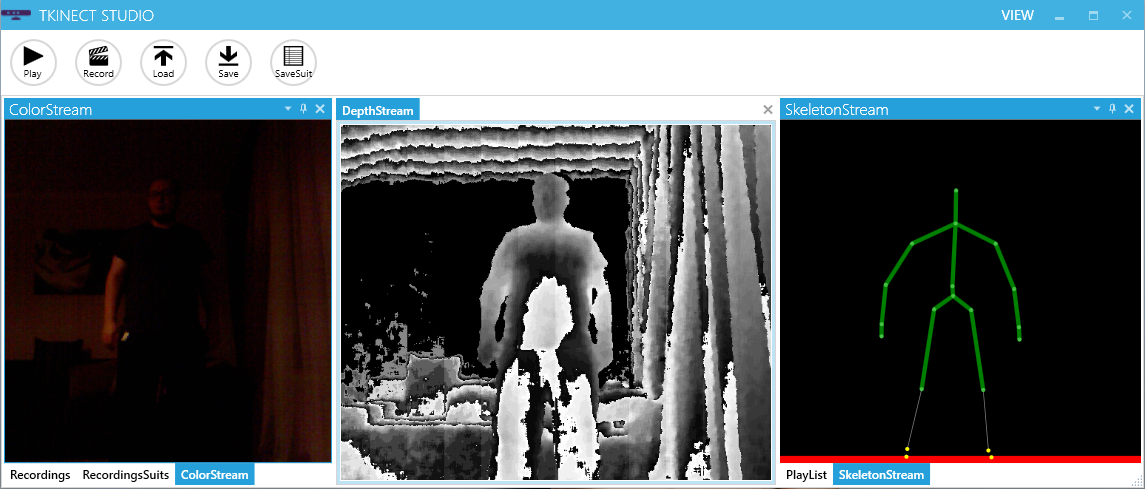 TKINECT STUDIO
VIEW
Play
Record
Load
Save
SaveSuit
ColorStream
DepthStream
SkeletonStream
Recordings RecordingsSuits ColorStream
PlayList SkeletonStream